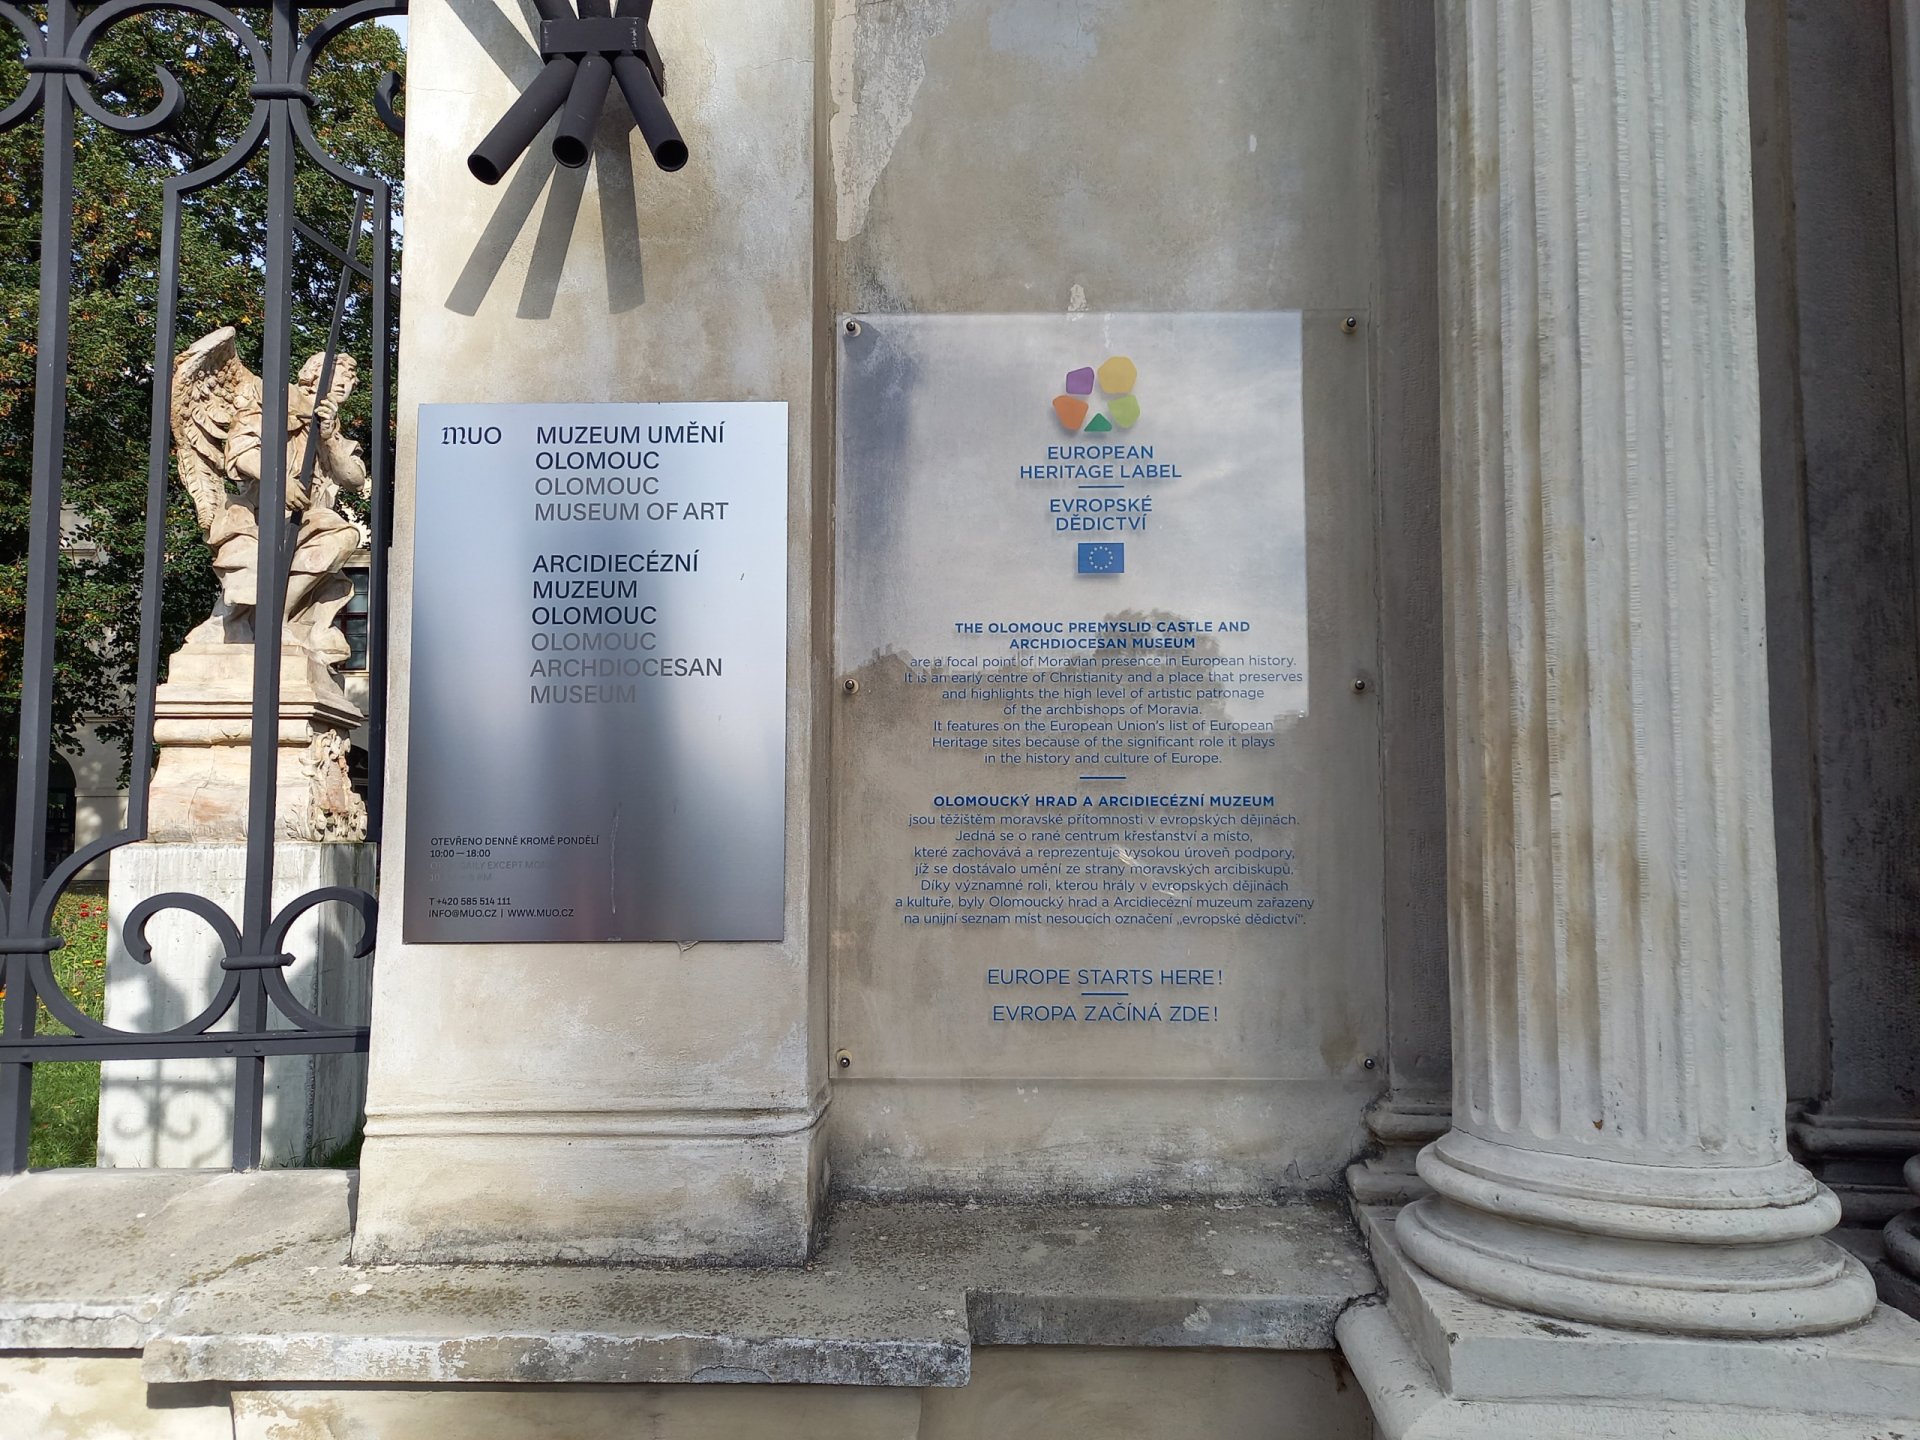 MUO
MUZEUM UMĚNÍ
OLOMOUC
OLOMOUC
MUSEUM OF ART
ARCIDIECÉZNÍ
MUZEUM
OLOMOUC
OLOMOUC
ARCHDIOCESAN
MUSEUM
OTEVŘENO DENNĚ KROMĚ PONDĚLÍ
10:00 — 18:00
DAILY EXCEPT
T +420 585 514 111
INFO@MUO.CZ | WWW.MUO.CZ
EUROPEAN
HERITAGE LABEL
EVROPSKÉ
DĚDICTVÍ
THE OLOMOUC PREMYSLID CASTLE AND
ARCHDIOCESAN MUSEUM
are a focal point of Moravian presence in European history.
It is an early centre of Christianity and a place that preserves
and highlights the high level of artistic patronage
of the archbishops of Moravia.
It features on the European Union's list of European
Heritage sites because of the significant role it plays
in the history and culture of Europe.
OLOMOUCKÝ HRAD A ARCIDIECÉZNÍ MUZEUM
jsou těžištěm moravské přítomnosti v evropských dějinách.
Jedná se o rané centrum křesťanství a místo,
které zachovává a reprezentuje vysokou úroveň podpory,
jíž se dostávalo umění ze strany moravských arcibiskupů.
Díky významné roli, kterou hrály v evropských dějinách
a kultuře, byly Olomoucký hrad a Arcidiecézní muzeum zařazeny
na unijní seznam míst nesoucích označení „evropské dědictví“.
EUROPE STARTS HERE!
EVROPA ZAČÍNÁ ZDE!